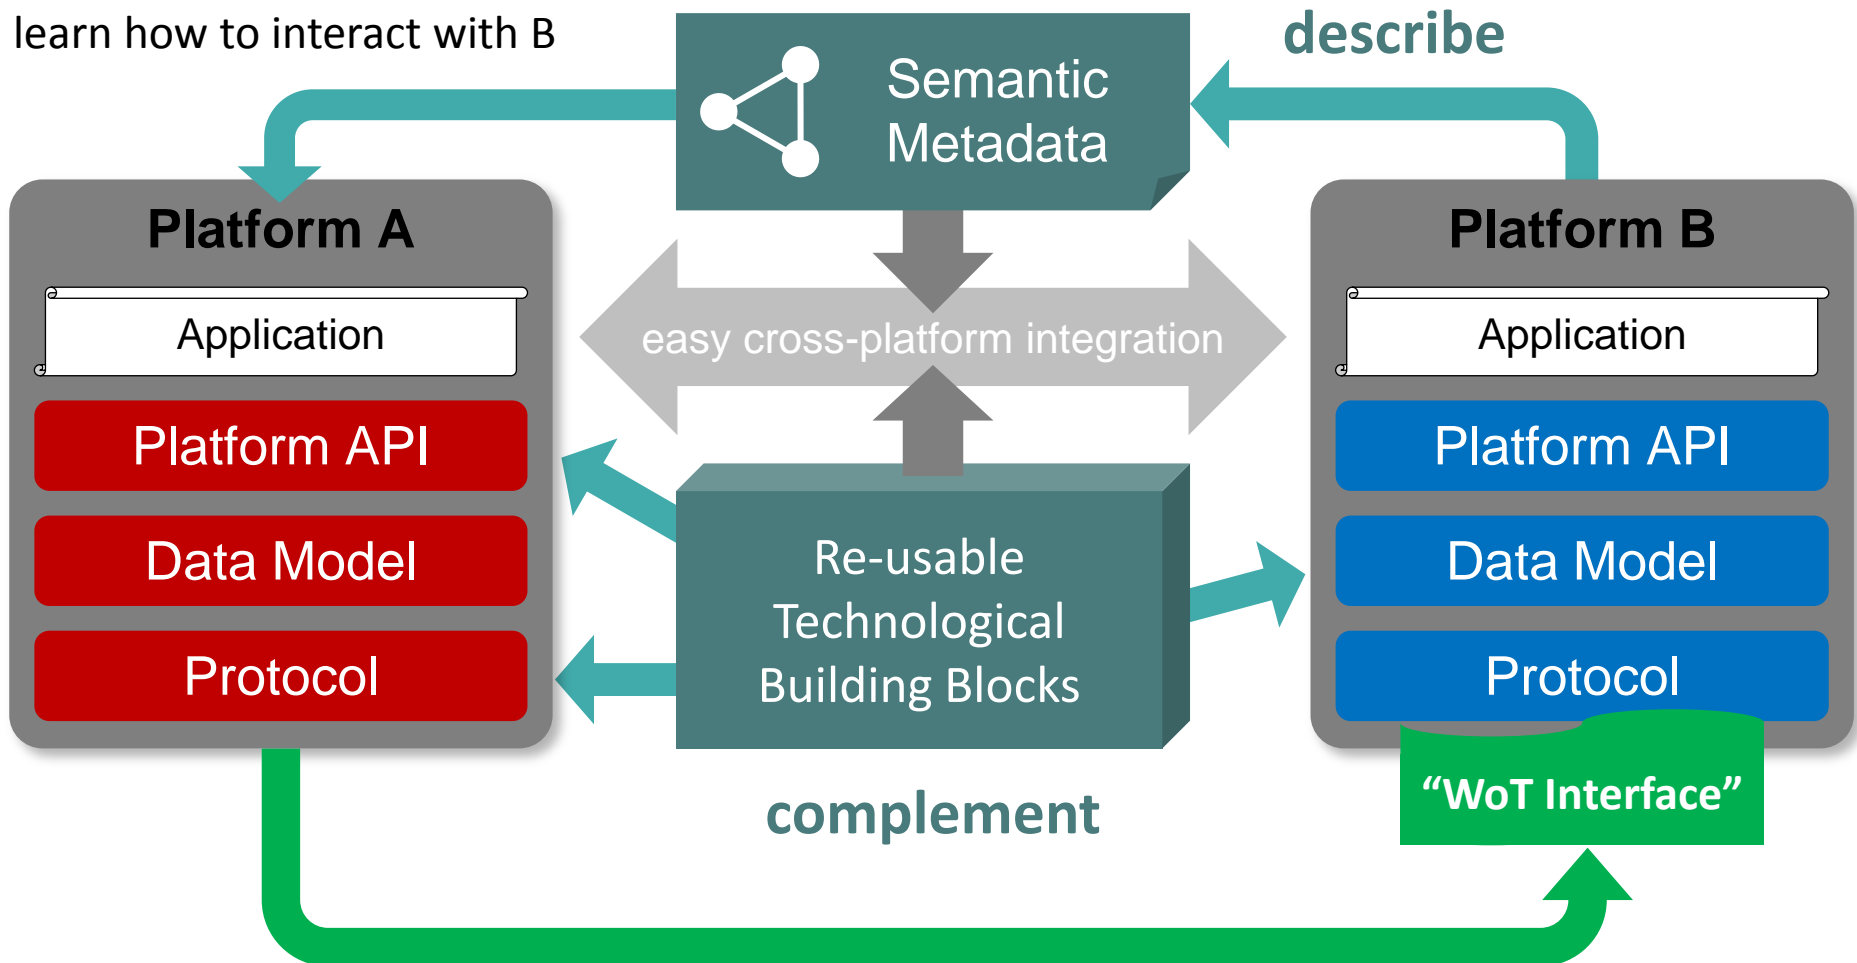 learn how to interact with B
Semantic
Metadata
describe
Platform A
Application
Platform API
Data Model
Protocol
easy cross-platform integration
Re-usable
Technological
Building Blocks
complement
Platform B
Application
Platform API
Data Model
Protocol
“WoT Interface”